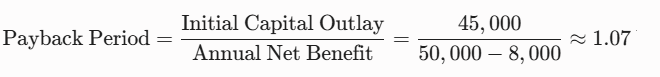 Payback Period = Initial Capital Outlay / Annual Net Benefit = 45,000 / 50,000 − 8,000 ≈ 1.07